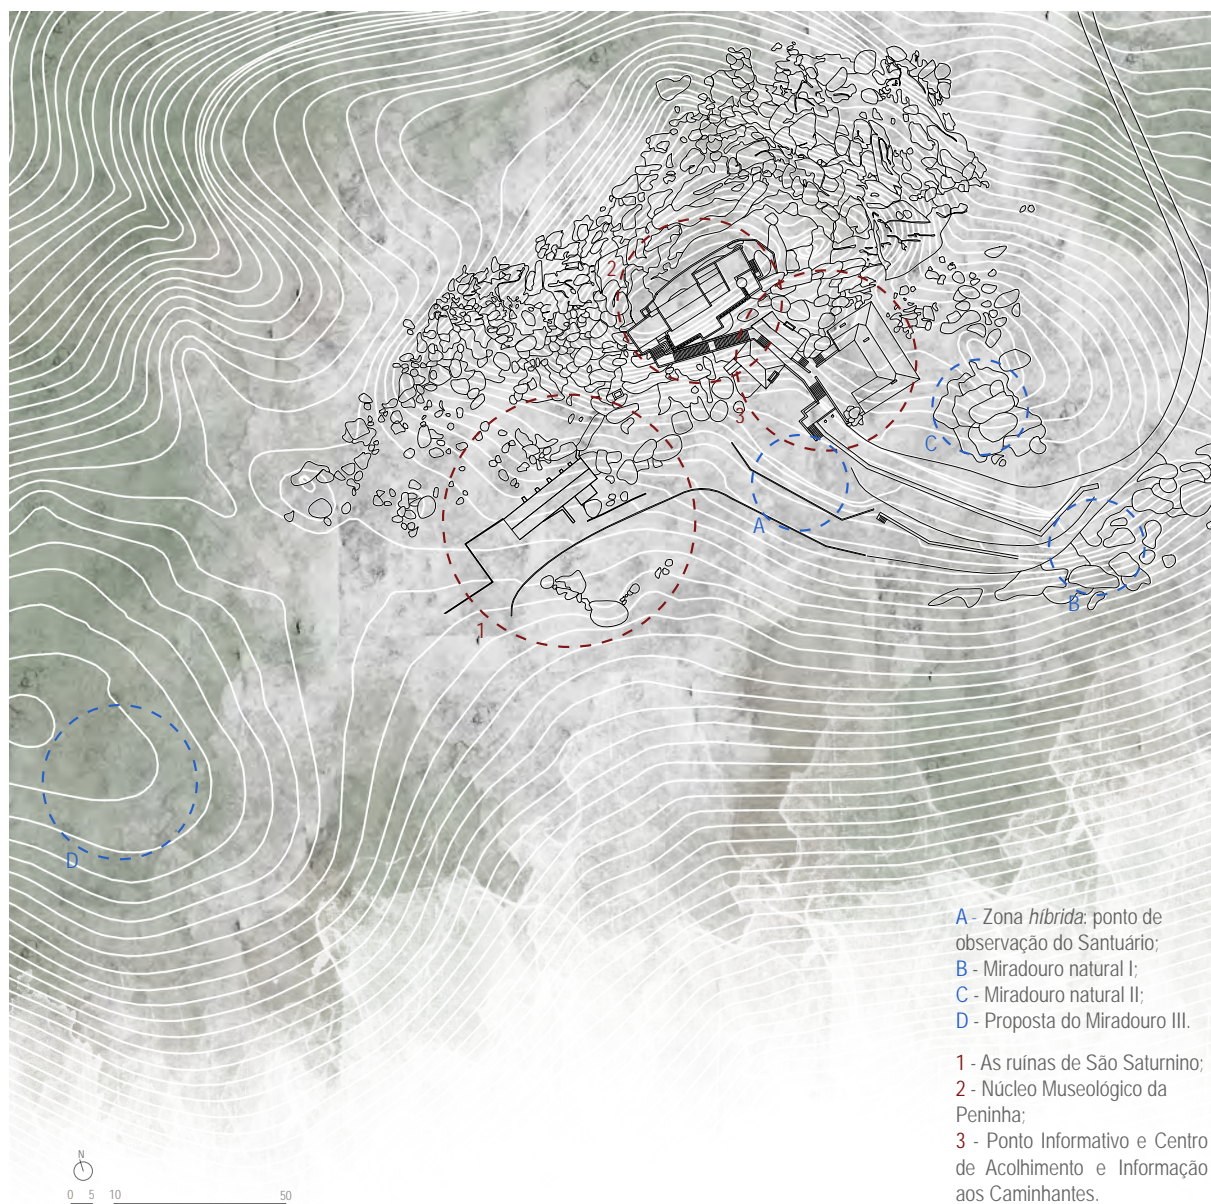 2
3
C
A
B
1
D
A - Zona híbrida: ponto de
observação do Santuário;
B - Miradouro natural I;
C - Miradouro natural II;
D - Proposta do Miradouro III.
1 - As ruínas de São Saturnino;
2 - Núcleo Museológico da
Peninha;
3 - Ponto Informativo e Centro
de Acolhimento e Informação
aos Caminhantes.
N
0 5 10 50